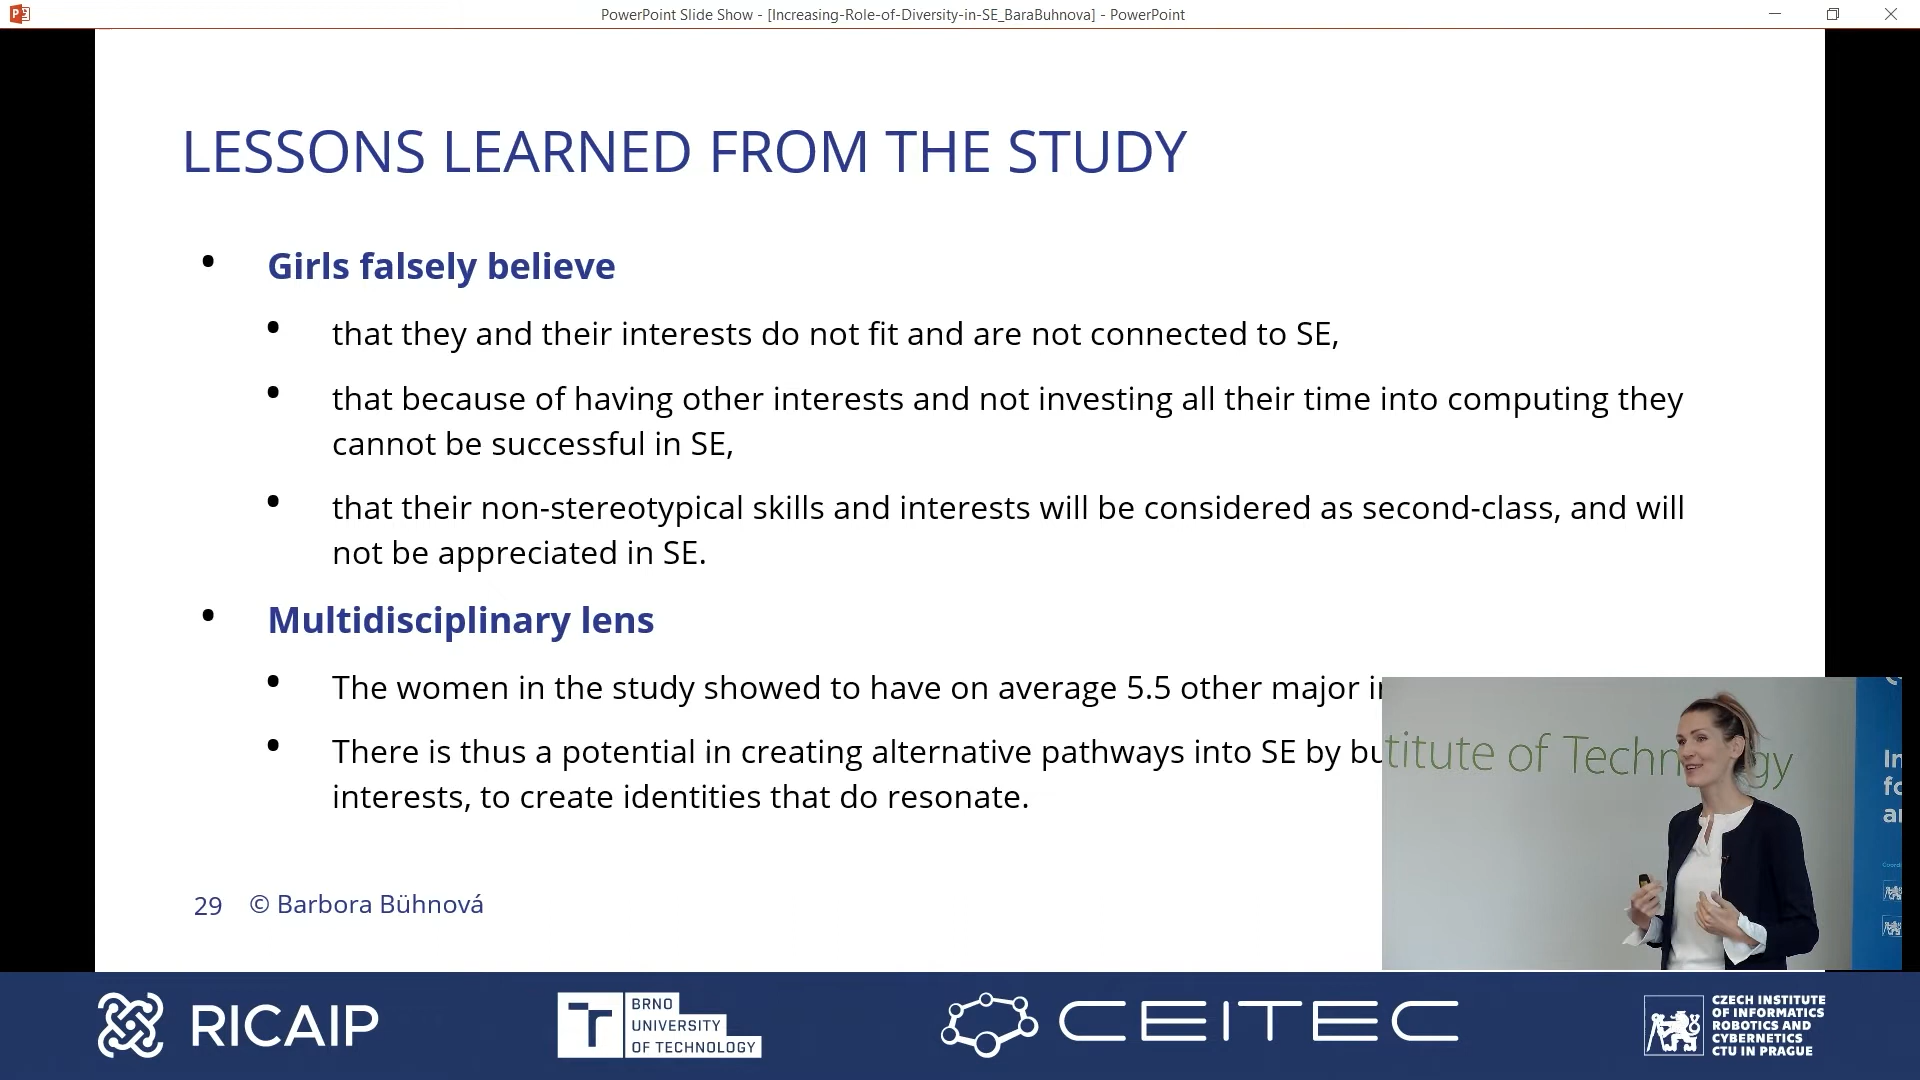 PowerPoint Slide Show - [Increasing-Role-of-Diversity-in-SE_BaraBuhnova] - PowerPoint
LESSONS LEARNED FROM THE STUDY
• Girls falsely believe
• that they and their interests do not fit and are not connected to SE,
• that because of having other interests and not investing all their time into computing they
cannot be successful in SE,
• that their non-stereotypical skills and interests will be considered as second-class, and will
not be appreciated in SE.
• Multidisciplinary lens
• The women in the study showed to have on average 5.5 other major
• There is thus a potential in creating alternative pathways into SE by
interests, to create identities that do resonate.
titute of Techn gy
29 © Barbora Bühnová
RICAIP
BRNO
UNIVERSITY
OF TECHNOLOGY
CEITEC
CZECH INSTITUTE
OF INFORMATICS
ROBOTICS AND
CYBERNETICS
CTU IN PRAGUE